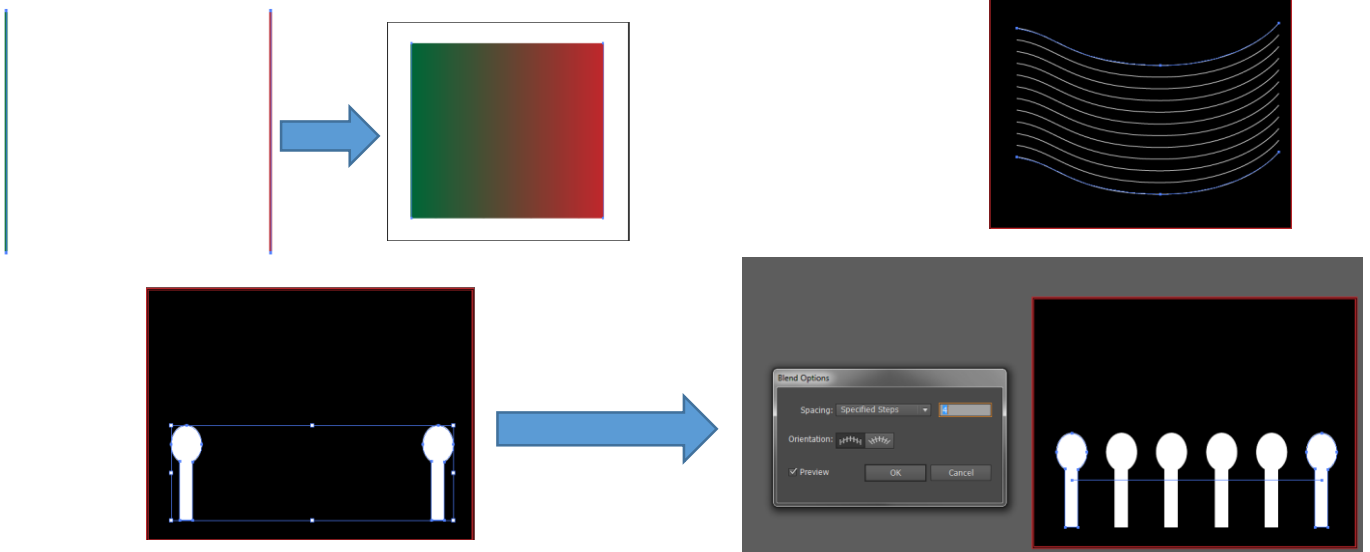 Blend Options
Spacing: Specified Steps 4
Orientation:
Preview OK Cancel